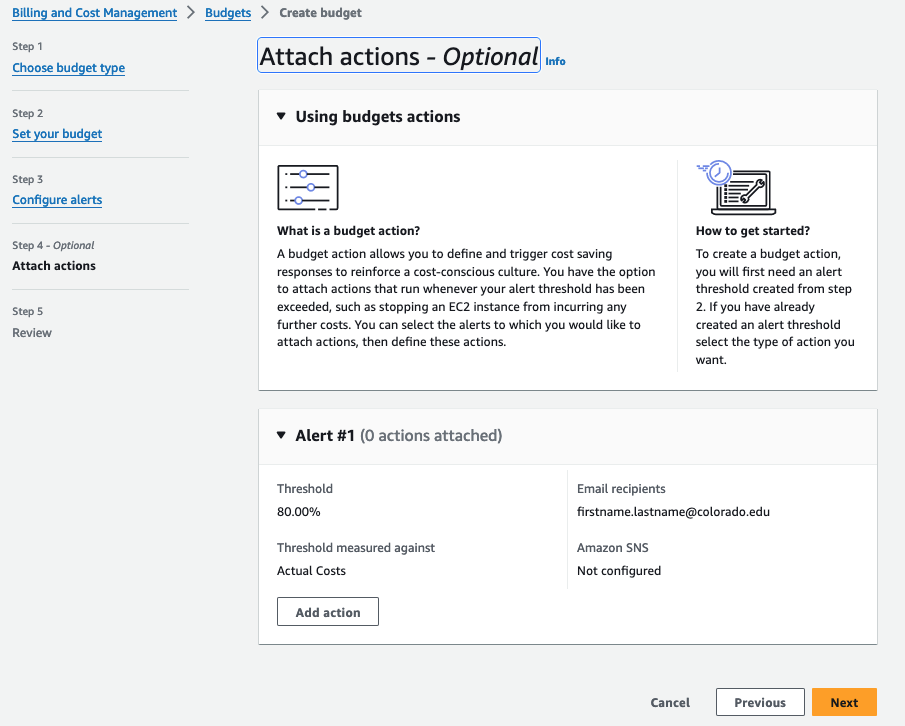 Billing and Cost Management > Budgets > Create budget
Step 1
Choose budget type
Step 2
Set your budget
Step 3
Configure alerts
Step 4 - Optional
Attach actions
Step 5
Review
Attach actions - Optional Info
Using budgets actions
What is a budget action?
A budget action allows you to define and trigger cost saving
responses to reinforce a cost-conscious culture. You have the option
to attach actions that run whenever your alert threshold has been
exceeded, such as stopping an EC2 instance from incurring any
further costs. You can select the alerts to which you would like to
attach actions, then define these actions.
How to get started?
To create a budget action,
you will first need an alert
threshold created from step
2. If you have already
created an alert threshold
select the type of action you
want.
Alert #1 (0 actions attached)
Threshold
80.00%
Threshold measured against
Actual Costs
Email recipients
firstname.lastname@colorado.edu
Amazon SNS
Not configured
Add action
Cancel
Previous
Next